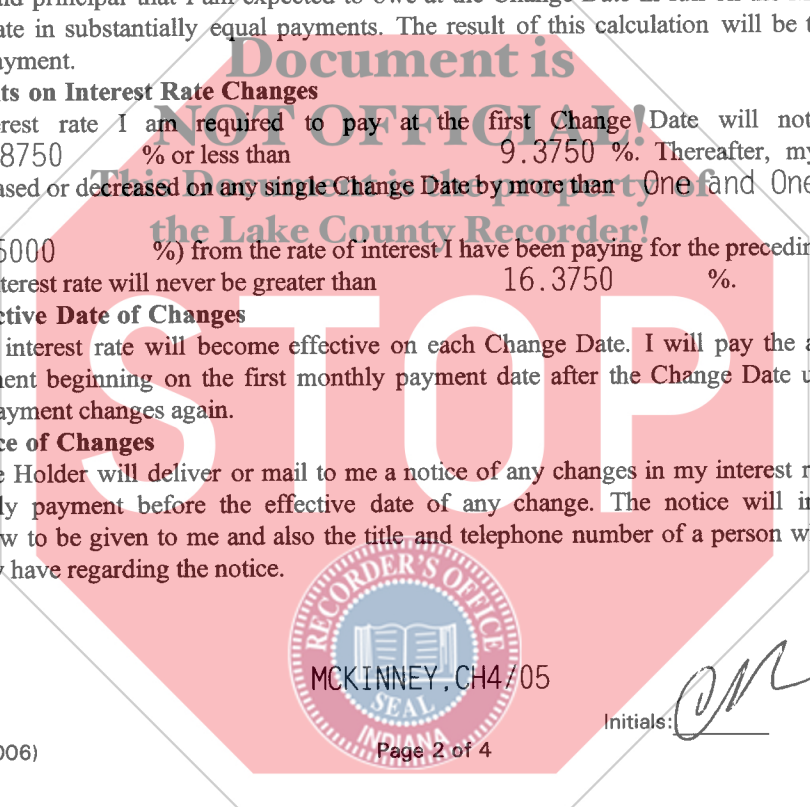 principal that I am expected to owe at the Change Date in full on the
ate in substantially equal payments. The result of this calculation will be t
ayment.
Document is
ts on Interest Rate Changes
NOT OFFICIAL!
erest rate I am required to pay at the first Change Date will not
8750 % or less than 9.3750 %. Thereafter, my
This Document is the property of
ased or decreased on any single Change Date by more than One and One
the Lake County Recorder!
5000 %) from the rate of interest I have been paying for the precedin
terest rate will never be greater than 16.3750 %.
ctive Date of Changes
interest rate will become effective on each Change Date. I will pay the a
ent beginning on the first monthly payment date after the Change Date u
ayment changes again.
STOP
ce of Changes
e Holder will deliver or mail to me a notice of any changes in my interest r
ly payment before the effective date of any change. The notice will in
w to be given to me and also the title and telephone number of a person w
y have regarding the notice.
RECORDER'S OFFICE
MCKINNEY,CH4/05
SEAL
INDIANA
Initials:
006)
Page 2 of 4